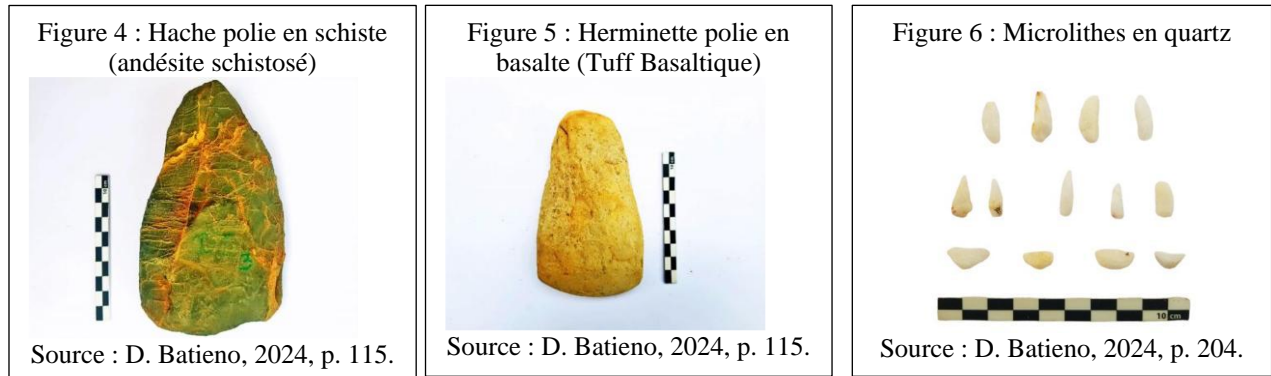 Figure 4 : Hache polie en schiste
(andésite schistosé)
Source : D. Batieno, 2024, p. 115.
Figure 5 : Herminette polie en
basalte (Tuff Basaltique)
Source : D. Batieno, 2024, p. 115.
Figure 6 : Microlithes en quartz
10 cm
Source : D. Batieno, 2024, p. 204.